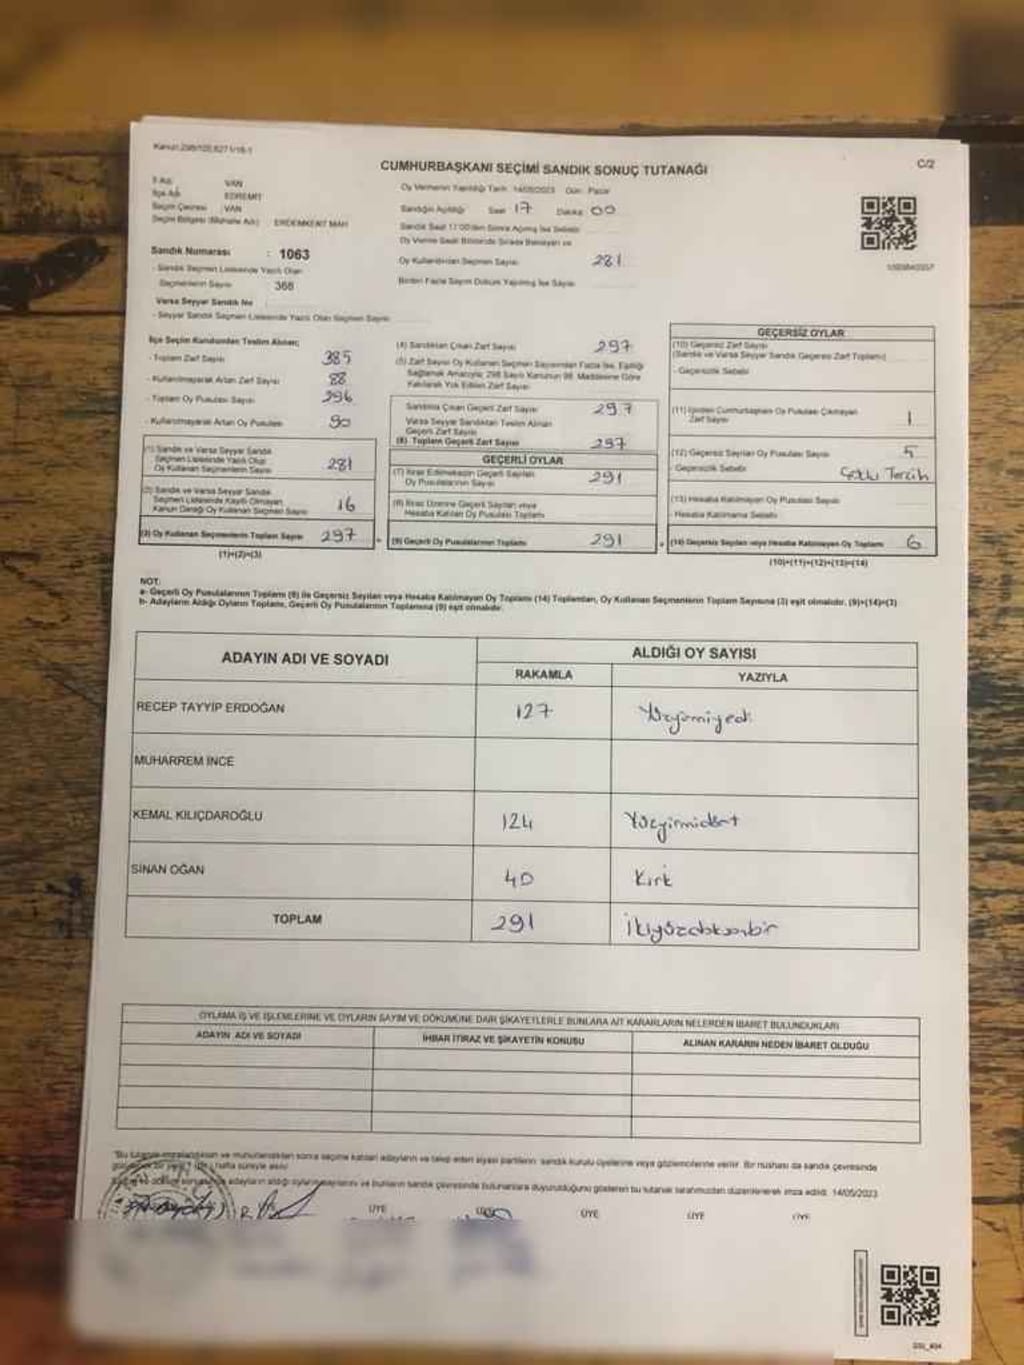 Kanun:298/105,6271/16-1
C/2
CUMHURBAŞKANI SEÇİMİ SANDIK SONUÇ TUTANAĞI
İl Adı : VAN
İlçe Adı : EDREMİT
Seçim Çevresi : VAN
Seçim Bölgesi (Mahalle Adı) : ERDEMKENT MAH
Sandık Numarası : 1063
- Sandık Seçmen Listesinde Yazılı Olan
Seçmenlerin Sayısı 368
Varsa Seyyar Sandık No
- Seyyar Sandık Seçmen Listesinde Yazılı Olan Seçmen Sayısı
Oy Vermenin Yapıldığı Tarih: 14/05/2023 Gün: Pazar
Sandığın Açıldığı Saat 17 Dakika 00
Sandık Saat 17:00'den Sonra Açılmış İse Sebebi
Oy Verme Saati Bitiminde Sırada Bekleyen ve
Oy Kullandırılan Seçmen Sayısı 281
Birden Fazla Sayım Döküm Yapılmış İse Sayısı
İlçe Seçim Kurulundan Teslim Alınan;
- Toplam Zarf Sayısı 385
- Kullanılmayarak Artan Zarf Sayısı 88
- Toplam Oy Pusulası Sayısı 396
- Kullanılmayarak Artan Oy Pusulası 90
(1) Sandık ve Varsa Seyyar Sandık
Seçmen Listesinde Yazılı Olup
Oy Kullanan Seçmenlerin Sayısı 281
(2) Sandık ve Varsa Seyyar Sandık
Seçmen Listesinde Kayıtlı Olmayan,
Kanun Gereği Oy Kullanan Seçmen Sayısı 16
(3) Oy Kullanan Seçmenlerin Toplam Sayısı 297
(1)+(2)=(3)
(4) Sandıktan Çıkan Zarf Sayısı 297
(5) Zarf Sayısı Oy Kullanan Seçmen Sayısından Fazla İse, Eşitliği
Sağlamak Amacıyla; 298 Sayılı Kanunun 98. Maddesine Göre
Yakılarak Yok Edilen Zarf Sayısı
Sandıkta Çıkan Geçerli Zarf Sayısı 297
Varsa Seyyar Sandıktan Teslim Alınan
Geçerli Zarf Sayısı
(6) Toplam Geçerli Zarf Sayısı 297
GEÇERLİ OYLAR
(7) İtiraz Edilmeksizin Geçerli Sayılan
Oy Pusulalarının Sayısı 291
(8) İtiraz Üzerine Geçerli Sayılan veya
Hesaba Katılan Oy Pusulası Toplamı
(9) Geçerli Oy Pusulalarının Toplamı 291
GEÇERSİZ OYLAR
(10) Geçersiz Zarf Sayısı
(Sandık ve Varsa Seyyar Sandık Geçersiz Zarf Toplamı)
- Geçersizlik Sebebi
(11) İçinden Cumhurbaşkanı Oy Pusulası Çıkmayan
Zarf Sayısı 1
(12) Geçersiz Sayılan Oy Pusulası Sayısı 5
- Geçersizlik Sebebi Çoklu Tercih
(13) Hesaba Katılmayan Oy Pusulası Sayısı
- Hesaba Katılmama Sebebi
(14) Geçersiz Sayılan veya Hesaba Katılmayan Oy Toplamı 6
(10)+(11)+(12)+(13)=(14)
NOT:
a- Geçerli Oy Pusulalarının Toplamı (9) ile Geçersiz Sayılan veya Hesaba Katılmayan Oy Toplamı (14) Toplamları, Oy Kullanan Seçmenlerin Toplam Sayısına (3) eşit olmalıdır. (9)+(14)=(3)
b- Adayların Aldığı Oyların Toplamı, Geçerli Oy Pusulalarının Toplamına (9) eşit olmalıdır.
ADAYIN ADI VE SOYADI ALDIĞI OY SAYISI
RAKAMLA YAZIYLA
RECEP TAYYİP ERDOĞAN 127 Yüzyirmiyedi
MUHARREM İNCE
KEMAL KILIÇDAROĞLU 124 Yüzyirmidört
SİNAN OĞAN 40 Kırk
TOPLAM 291 İkiyüzdoksanbir
OYLAMA İŞ VE İŞLEMLERİNE VE OYLARIN SAYIM VE DÖKÜMÜNE DAİR ŞİKAYETLERLE BUNLARA AİT KARARLARIN NELERDEN İBARET BULUNDUKLARI
ADAYIN ADI VE SOYADI İHBAR İTİRAZ VE ŞİKAYETİN KONUSU ALINAN KARARIN NEDEN İBARET OLDUĞU
"Bu tutanak imzalandıktan ve mühürlendikten sonra seçime katılan adayların ve talep eden siyasi partilerin sandık kurulu üyelerine veya gözlemcilerine verilir. Bir nüshası da sandık çevresinde
bir yere 1 (bir) hafta süreyle asılır.
adayların aldığı oyların sayılarını ve bunların sandık çevresinde bulunanlara duyurulduğunu gösteren bu tutanak tarafımızdan düzenlenerek imza edildi. 14/05/2023
ÜYE ÜYE ÜYE ÜYE ÜYE